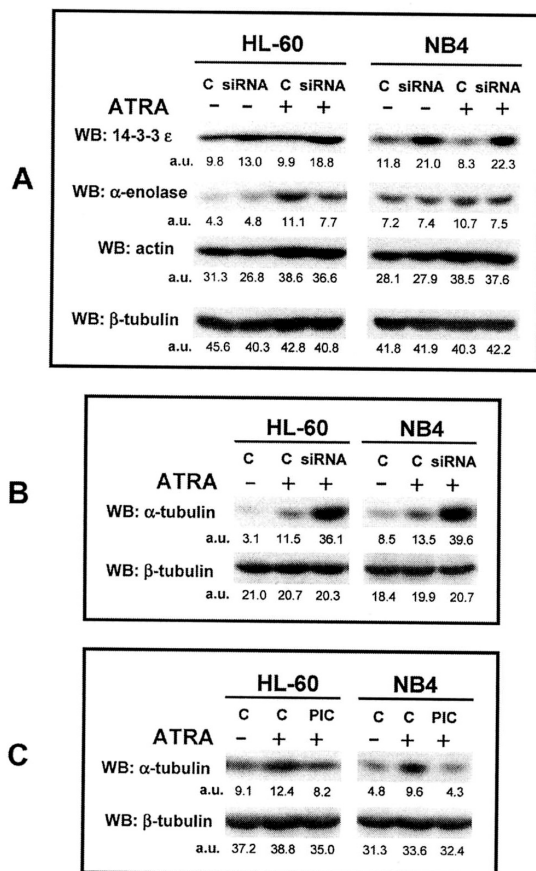 HL-60 NB4
C siRNA C siRNA C siRNA C siRNA
ATRA − − + + − − + +
WB: 14-3-3 ε
a.u. 9.8 13.0 9.9 18.8 11.8 21.0 8.3 22.3
A
WB: α-enolase
a.u. 4.3 4.8 11.1 7.7 7.2 7.4 10.7 7.5
WB: actin
a.u. 31.3 26.8 38.6 36.6 28.1 27.9 38.5 37.6
WB: β-tubulin
a.u. 45.6 40.3 42.8 40.8 41.8 41.9 40.3 42.2
HL-60 NB4
C C siRNA C C siRNA
B
ATRA − + + − + +
WB: α-tubulin
a.u. 3.1 11.5 36.1 8.5 13.5 39.6
WB: β-tubulin
a.u. 21.0 20.7 20.3 18.4 19.9 20.7
HL-60 NB4
C C PIC C C PIC
ATRA − + + − + +
C
WB: α-tubulin
a.u. 9.1 12.4 8.2 4.8 9.6 4.3
WB: β-tubulin
a.u. 37.2 38.8 35.0 31.3 33.6 32.4